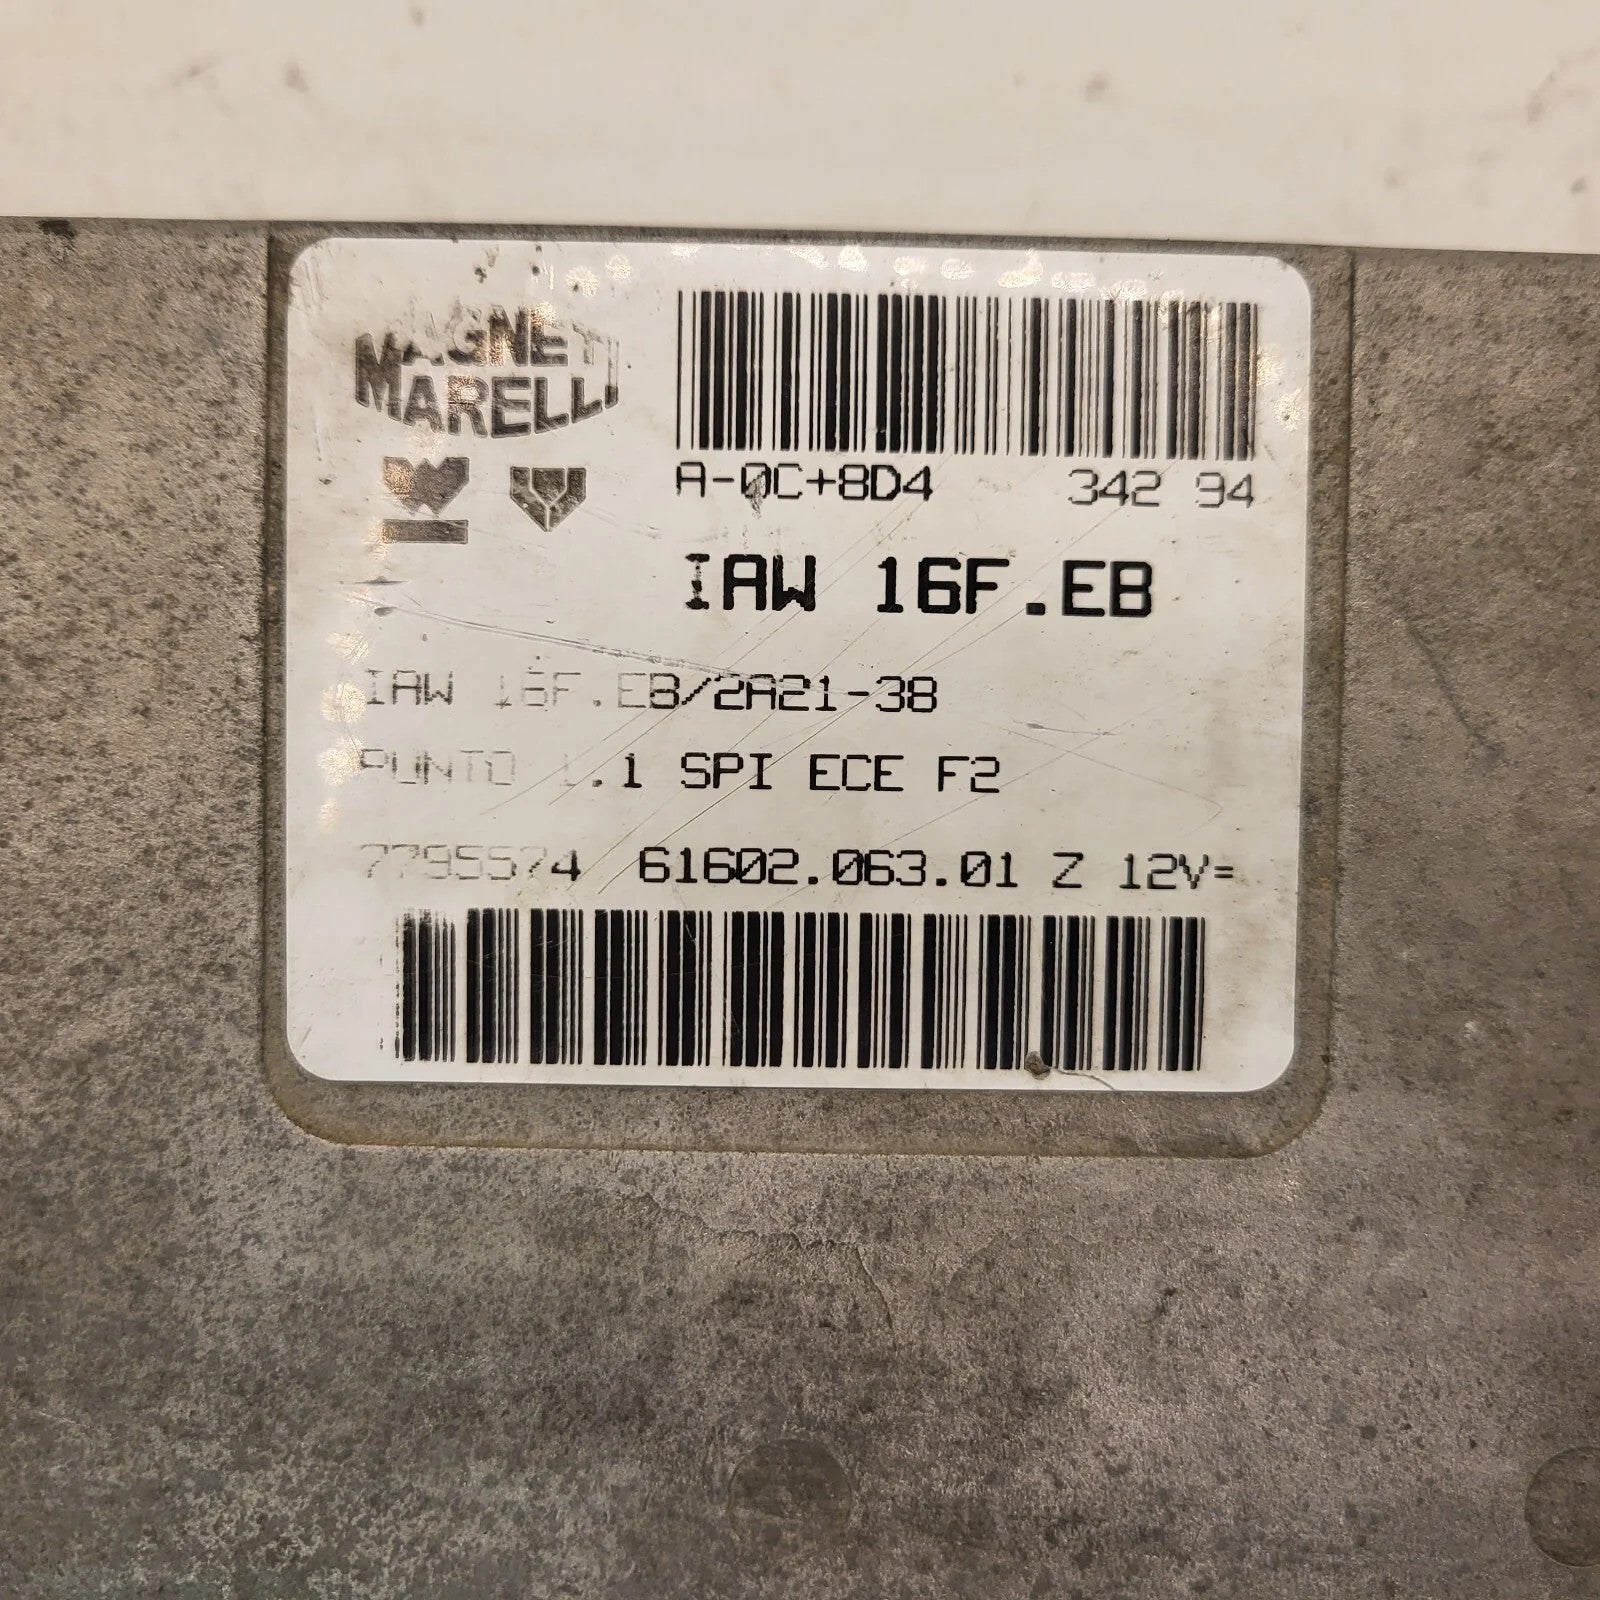 MAGNETI
MARELLI
A-0C+8D4 342 94
IAW 16F.EB
IAW 16F.EB/2A21-38
PUNTO 1.1 SPI ECE F2
7795574 61602.063.01 Z 12V=